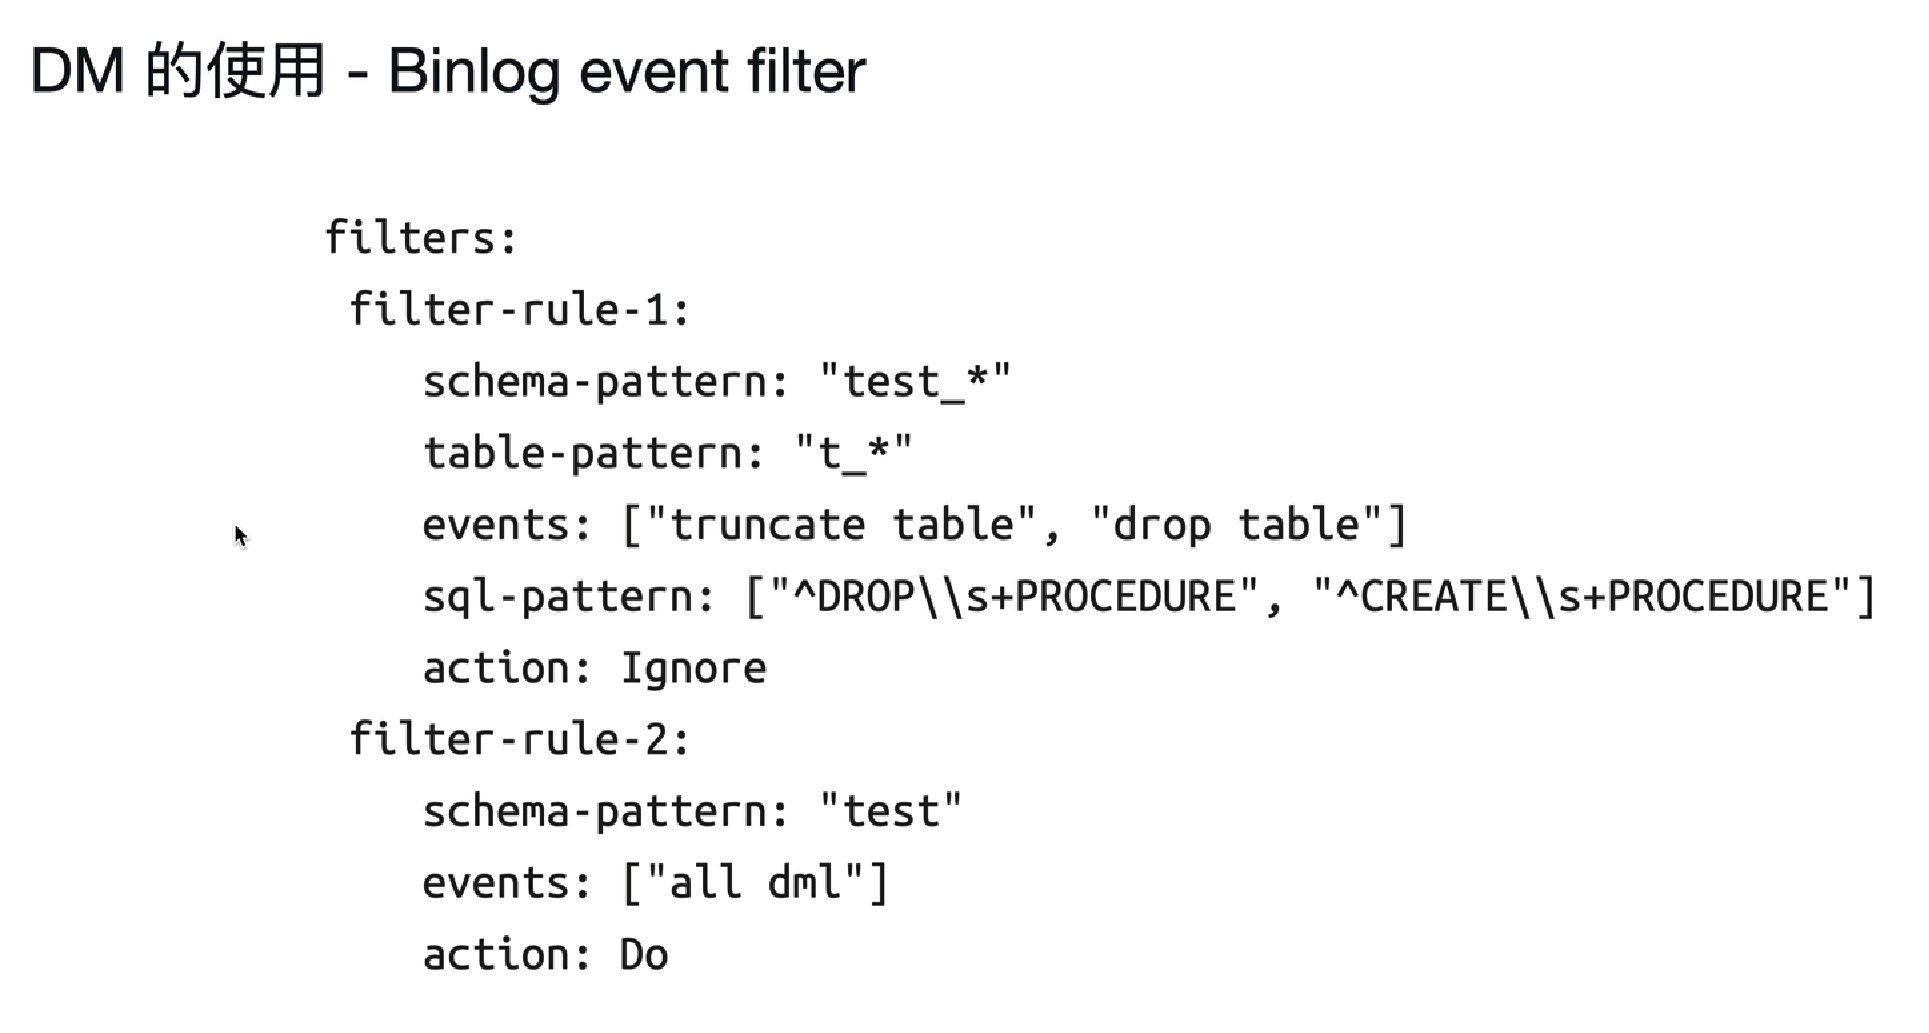 DM 的使用 - Binlog event filter
filters:
filter-rule-1:
schema-pattern: "test_*"
table-pattern: "t_*"
events: ["truncate table", "drop table"]
sql-pattern: ["^DROP\\s+PROCEDURE", "^CREATE\\s+PROCEDURE"]
action: Ignore
filter-rule-2:
schema-pattern: "test"
events: ["all dml"]
action: Do